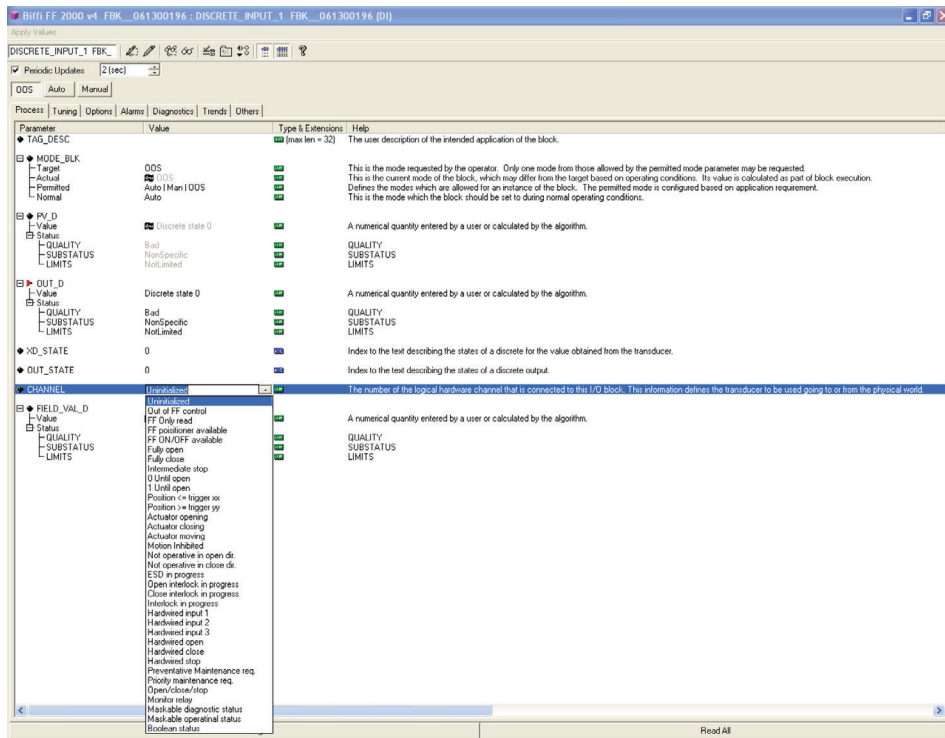 Biffi FF 2000 v4 FBK__061300196 : DISCRETE_INPUT_1 FBK__061300196 (DI)
Apply Values
DISCRETE_INPUT_1 FBK_
Periodic Updates 2 (sec)
OOS Auto Manual
Process Tuning Options Alarms Diagnostics Trends Others
Parameter Value Type & Extensions Help
TAG_DESC (max len = 32) The user description of the intended application of the block.
MODE_BLK
Target OOS This is the mode requested by the operator. Only one mode from those allowed by the permitted mode parameter may be requested.
Actual OOS This is the current mode of the block, which may differ from the target based on operating conditions. Its value is calculated as part of block execution.
Permitted Auto | Man | OOS Defines the modes which are allowed for an instance of the block. The permitted mode is configured based on application requirement.
Normal Auto This is the mode which the block should be set to during normal operating conditions.
PV_D
Value Discrete state 0 A numerical quantity entered by a user or calculated by the algorithm.
Status
QUALITY Bad QUALITY
SUBSTATUS NonSpecific SUBSTATUS
LIMITS NotLimited LIMITS
OUT_D
Value Discrete state 0 A numerical quantity entered by a user or calculated by the algorithm.
Status
QUALITY Bad QUALITY
SUBSTATUS NonSpecific SUBSTATUS
LIMITS NotLimited LIMITS
XD_STATE 0 Index to the text describing the states of a discrete for the value obtained from the transducer.
OUT_STATE 0 Index to the text describing the states of a discrete output.
CHANNEL Uninitialized The number of the logical hardware channel that is connected to this I/O block. This information defines the transducer to be used going to or from the physical world.
FIELD_VAL_D
Value A numerical quantity entered by a user or calculated by the algorithm.
Status
QUALITY QUALITY
SUBSTATUS SUBSTATUS
LIMITS LIMITS
Uninitialized
Out of FF control
FF Only read
FF poisitioner available
FF ON/OFF available
Fully open
Fully close
Intermediate stop
0 Until open
1 Until open
Position <= trigger xx
Position >= trigger yy
Actuator opening
Actuator closing
Actuator moving
Motion Inhibited
Not operative in open dir.
Not operative in close dir.
ESD in progress
Open interlock in progress
Close interlock in progress
Interlock in progress
Hardwired input 1
Hardwired input 2
Hardwired input 3
Hardwired open
Hardwired close
Hardwired stop
Preventative Maintenance req.
Priority maintenance req.
Open/close/stop
Monitor relay
Maskable diagnostic status
Maskable operatinal status
Boolean status
Read All